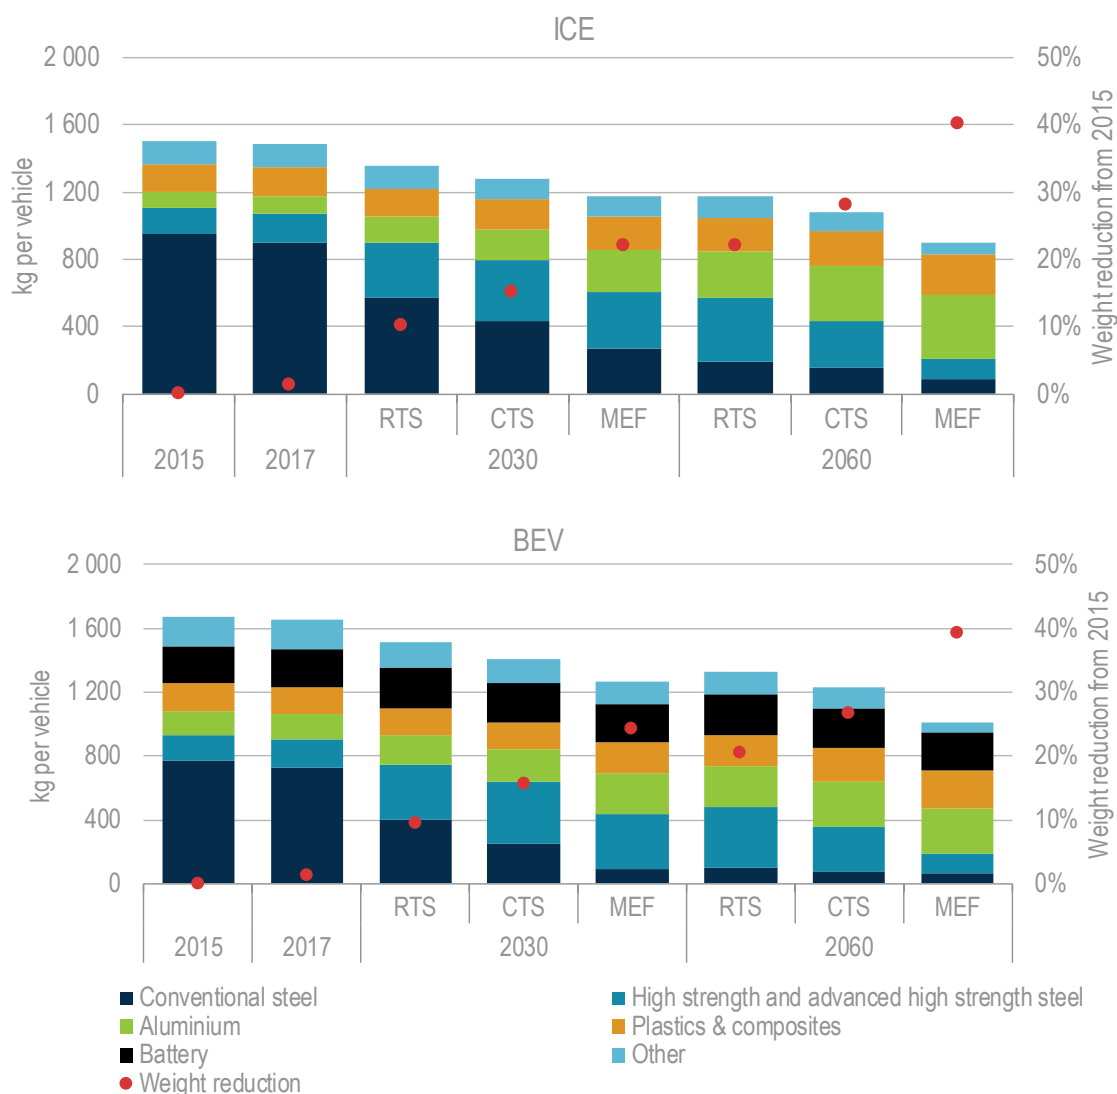 ICE
2 000
1 600
1 200
800
400
0
kg per vehicle
50%
40%
30%
20%
10%
0%
Weight reduction from 2015
RTS CTS MEF RTS CTS MEF
2015 2017 2030 2060
BEV
2 000
1 600
1 200
800
400
0
kg per vehicle
50%
40%
30%
20%
10%
0%
Weight reduction from 2015
RTS CTS MEF RTS CTS MEF
2015 2017 2030 2060
Conventional steel
High strength and advanced high strength steel
Aluminium
Plastics & composites
Battery
Other
Weight reduction